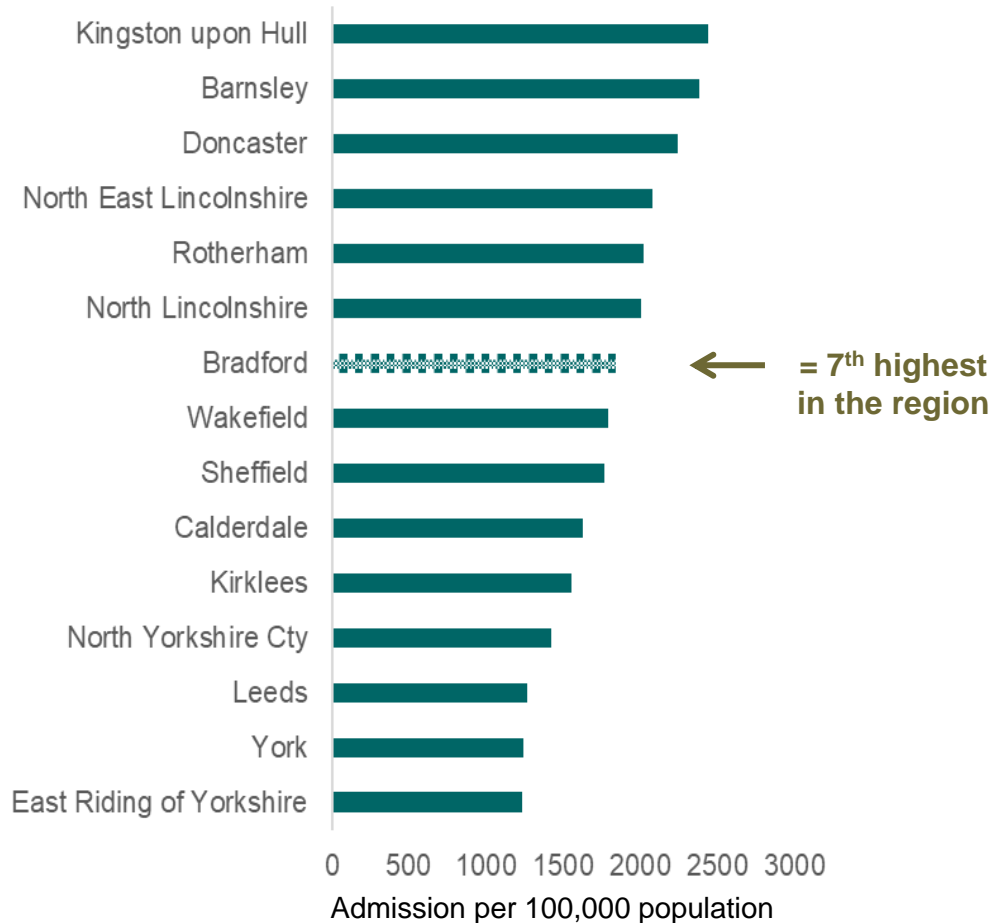 Kingston upon Hull
Barnsley
Doncaster
North East Lincolnshire
Rotherham
North Lincolnshire
Bradford
= 7th highest
in the region
Wakefield
Sheffield
Calderdale
Kirklees
North Yorkshire Cty
Leeds
York
East Riding of Yorkshire
0 500 1000 1500 2000 2500 3000
Admission per 100,000 population